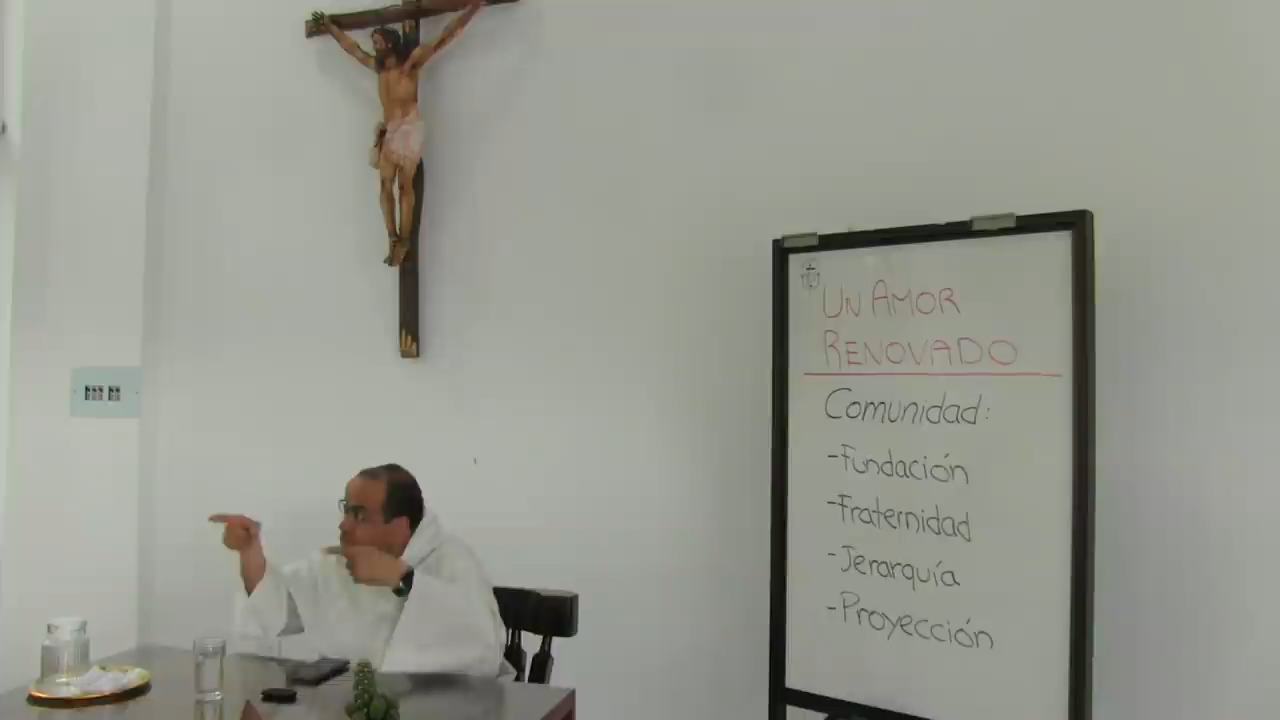 UN AMOR
RENOVADO
Comunidad:
-Fundación
-Fraternidad
-Jerarquía
-Proyección